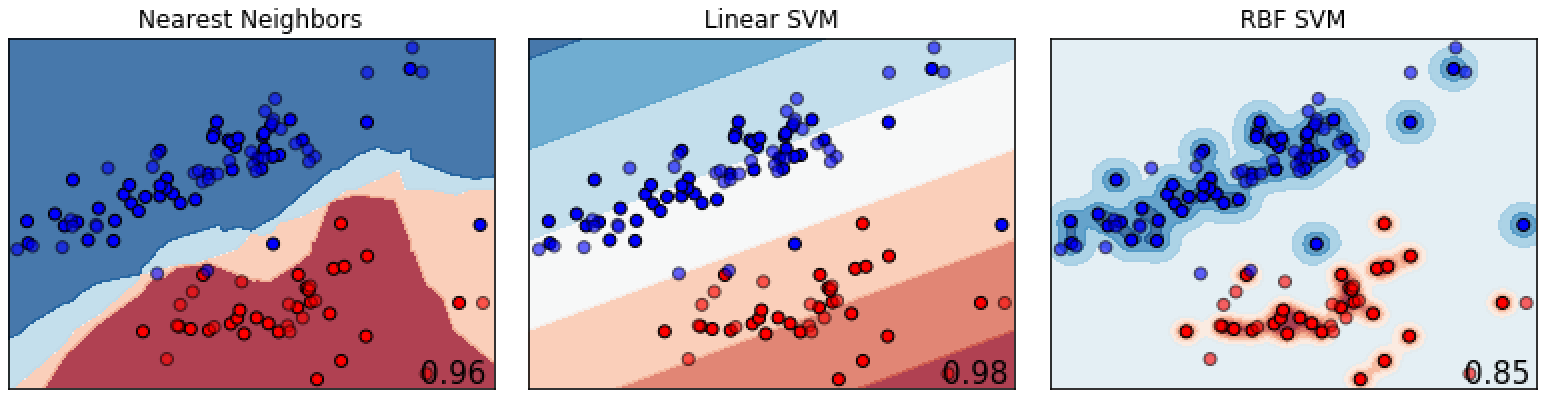 Nearest Neighbors
Linear SVM
RBF SVM
0.96
0.98
0.85